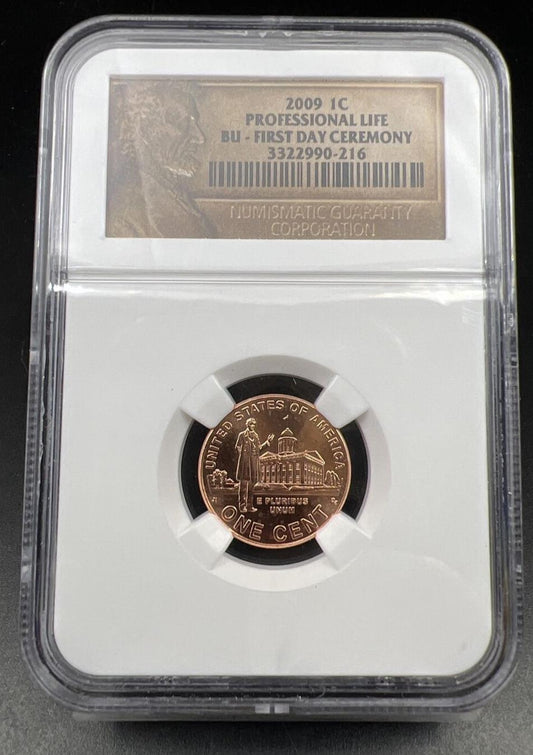 2009 1C
PROFESSIONAL LIFE
BU - FIRST DAY CEREMONY
3322990-216
NUMISMATIC GUARANTY
CORPORATION
UNITED STATES OF AMERICA
E PLURIBUS
UNUM
ONE CENT